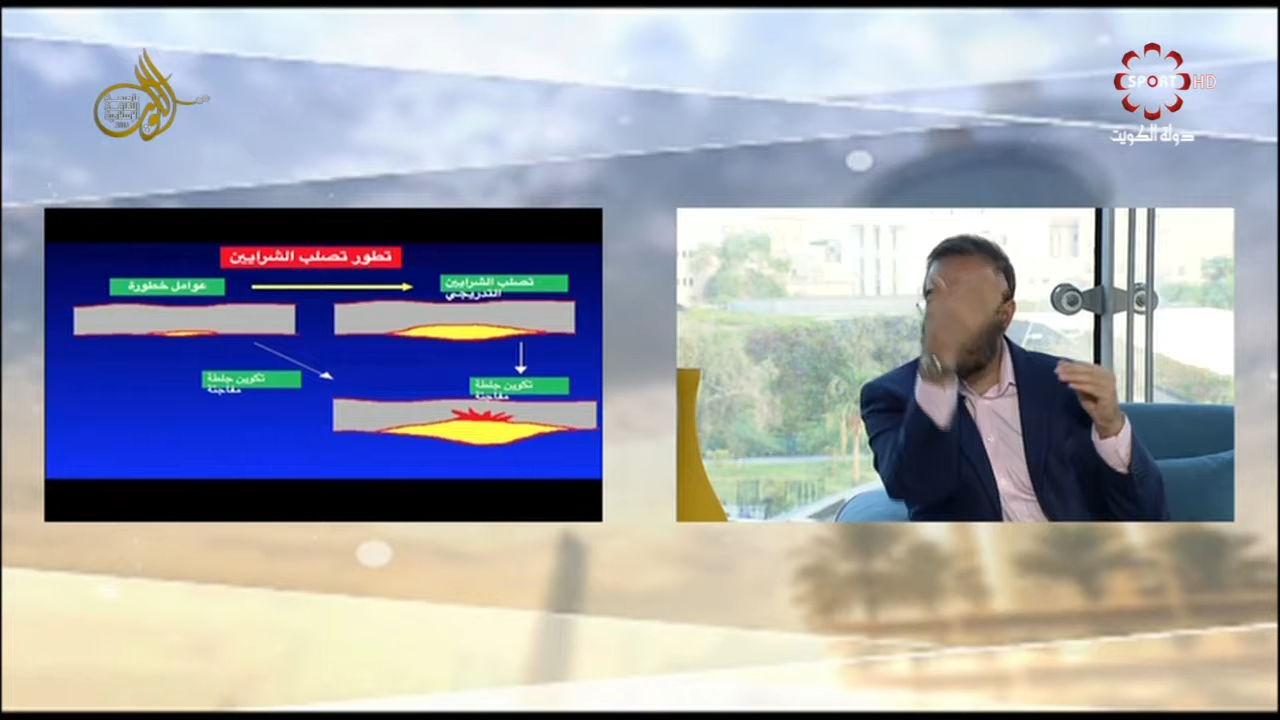 SPORT HD
دولة الكويت
تطور تصلب الشرايين
عوامل خطورة
تصلب الشرايين
التدريجي
تكوين جلطة
مفاجئة
تكوين جلطة
مفاجئة